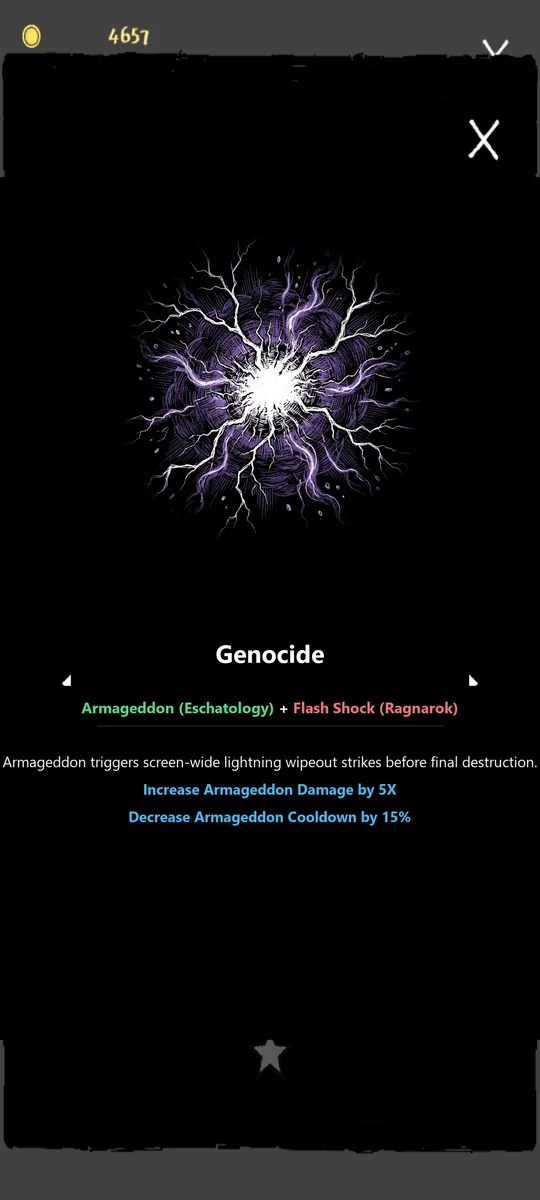 4657
X
Genocide
Armageddon (Eschatology) + Flash Shock (Ragnarok)
Armageddon triggers screen-wide lightning wipeout strikes before final destruction.
Increase Armageddon Damage by 5X
Decrease Armageddon Cooldown by 15%